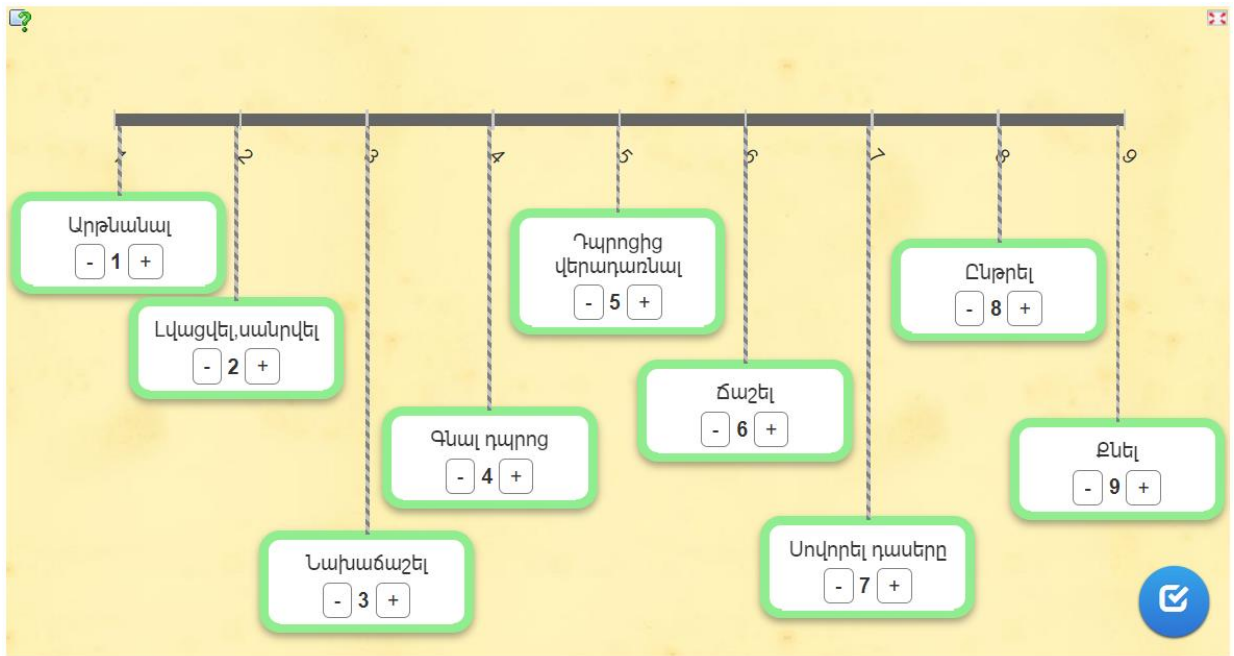 1
2
3
4
5
6
7
8
9
Արթնանալ
- 1 +
Լվացվել,սանրվել
- 2 +
Նախաճաշել
- 3 +
Գնալ դպրոց
- 4 +
Դպրոցից
վերադառնալ
- 5 +
Ճաշել
- 6 +
Սովորել դասերը
- 7 +
Ընթրել
- 8 +
Քնել
- 9 +